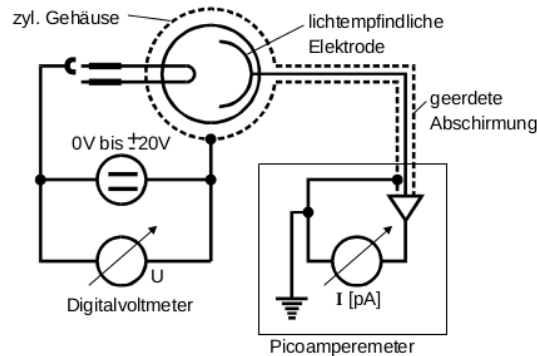 zyl. Gehäuse
lichtempfindliche
Elektrode
geerdete
Abschirmung
0V bis ±20V
U
Digitalvoltmeter
I [pA]
Picoamperemeter